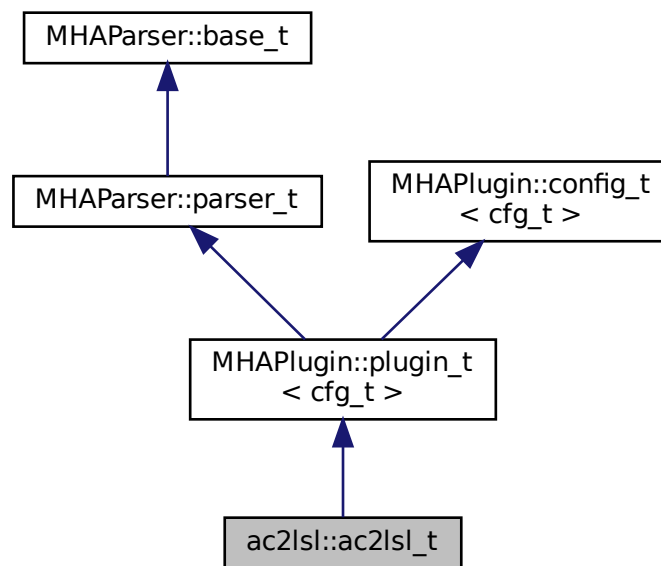 MHAParser::base_t
MHAParser::parser_t
MHAPlugin::config_t
< cfg_t >
MHAPlugin::plugin_t
< cfg_t >
ac2lsl::ac2lsl_t